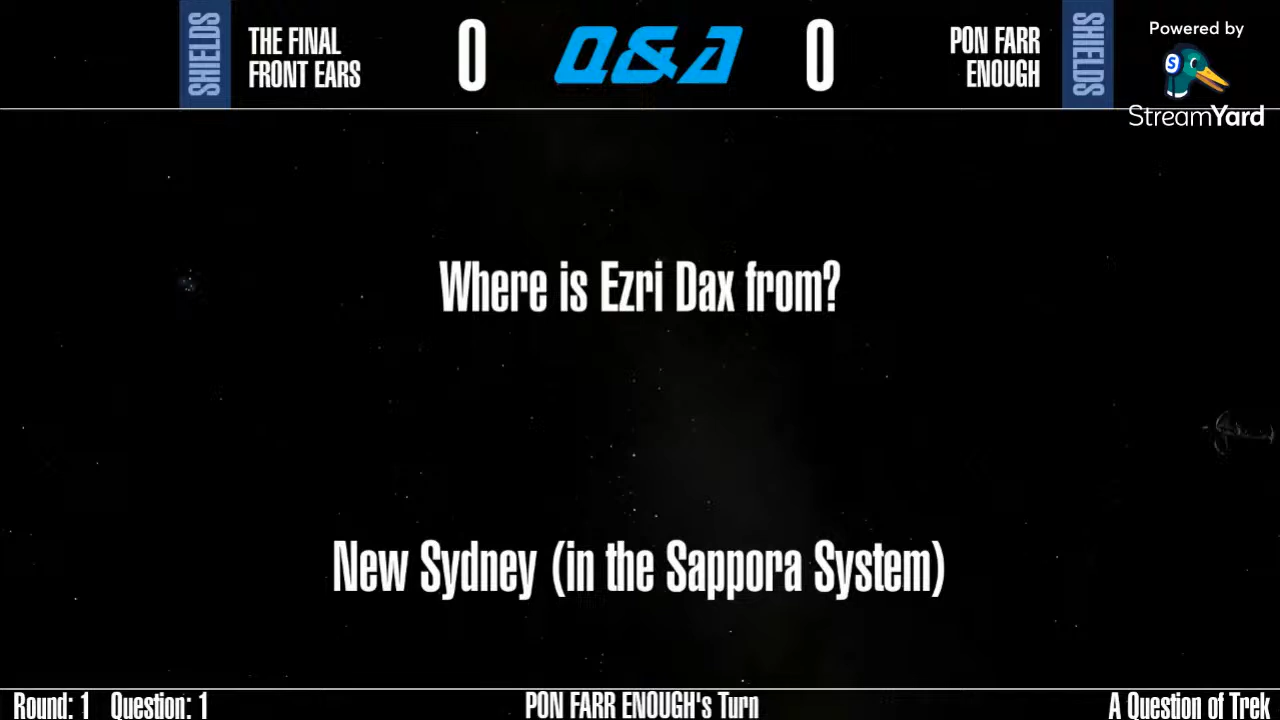 SHIELDS
THE FINAL
FRONT EARS
0
Q&A
0
PON FARR
ENOUGH
SHIELDS
Powered by
S
StreamYard
Where is Ezri Dax from?
New Sydney (in the Sappora System)
Round: 1 Question: 1
PON FARR ENOUGH's Turn
A Question of Trek